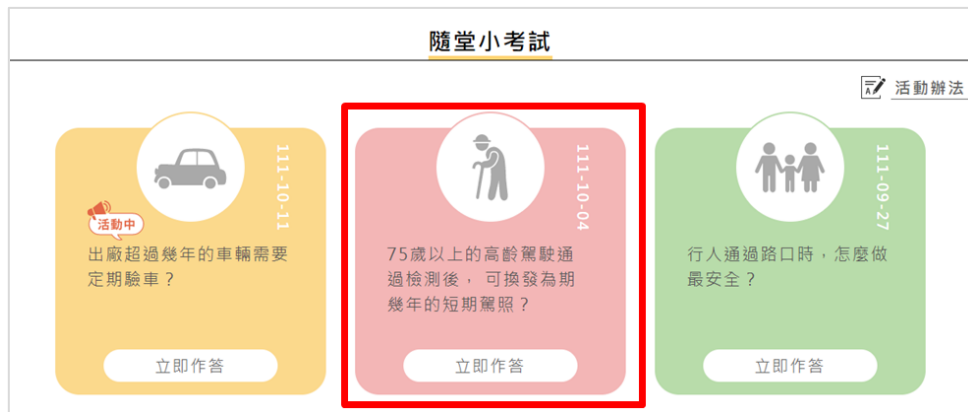 隨堂小考試
活動辦法
111-10-11
活動中
出廠超過幾年的車輛需要
定期驗車？
立即作答
111-10-04
75歲以上的高齡駕駛通
過檢測後， 可換發為期
幾年的短期駕照？
立即作答
111-09-27
行人通過路口時，怎麼做
最安全？
立即作答